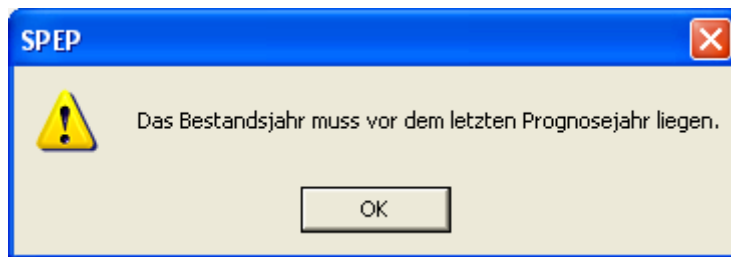 SPEP
Das Bestandsjahr muss vor dem letzten Prognosejahr liegen.
OK